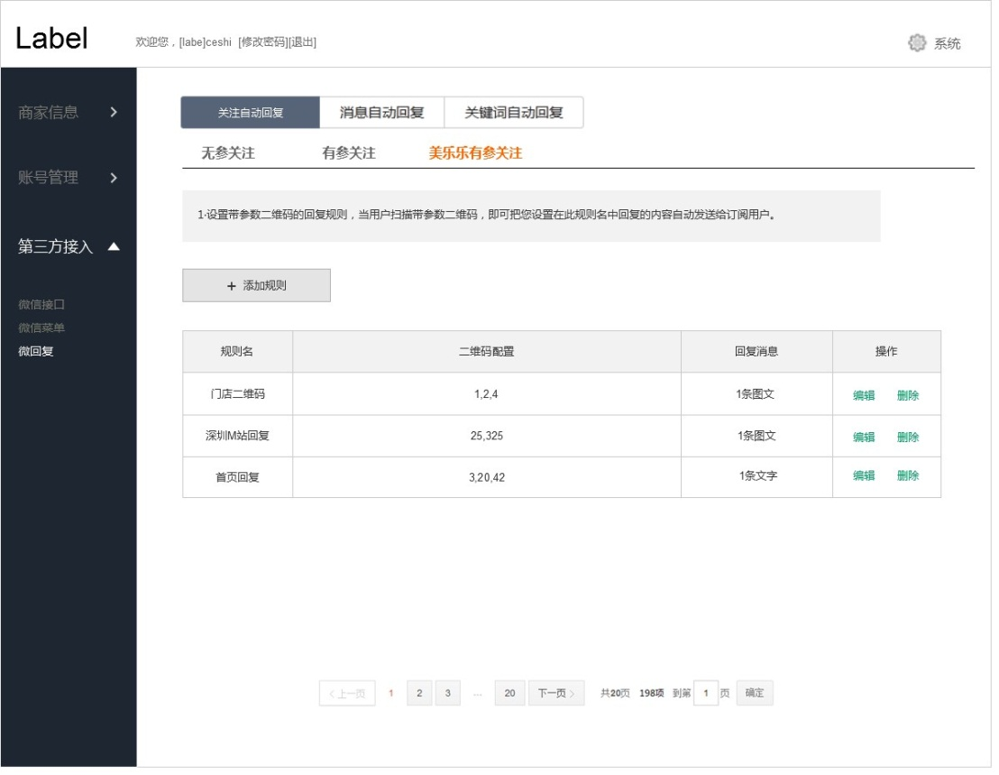 Label
欢迎您，[labe]ceshi [修改密码][退出]
系统
商家信息
账号管理
第三方接入
微信接口
微信菜单
微回复
关注自动回复 消息自动回复 关键词自动回复
无参关注 有参关注 美乐乐有参关注
1·设置带参数二维码的回复规则，当用户扫描带参数二维码，即可把您设置在此规则名中回复的内容自动发送给订阅用户。
+ 添加规则
规则名 二维码配置 回复消息 操作
门店二维码 1,2,4 1条图文 编辑 删除
深圳M站回复 25,325 1条图文 编辑 删除
首页回复 3,20,42 1条文字 编辑 删除
<上一页 1 2 3 ... 20 下一页> 共20页 198项 到第 1 页 确定